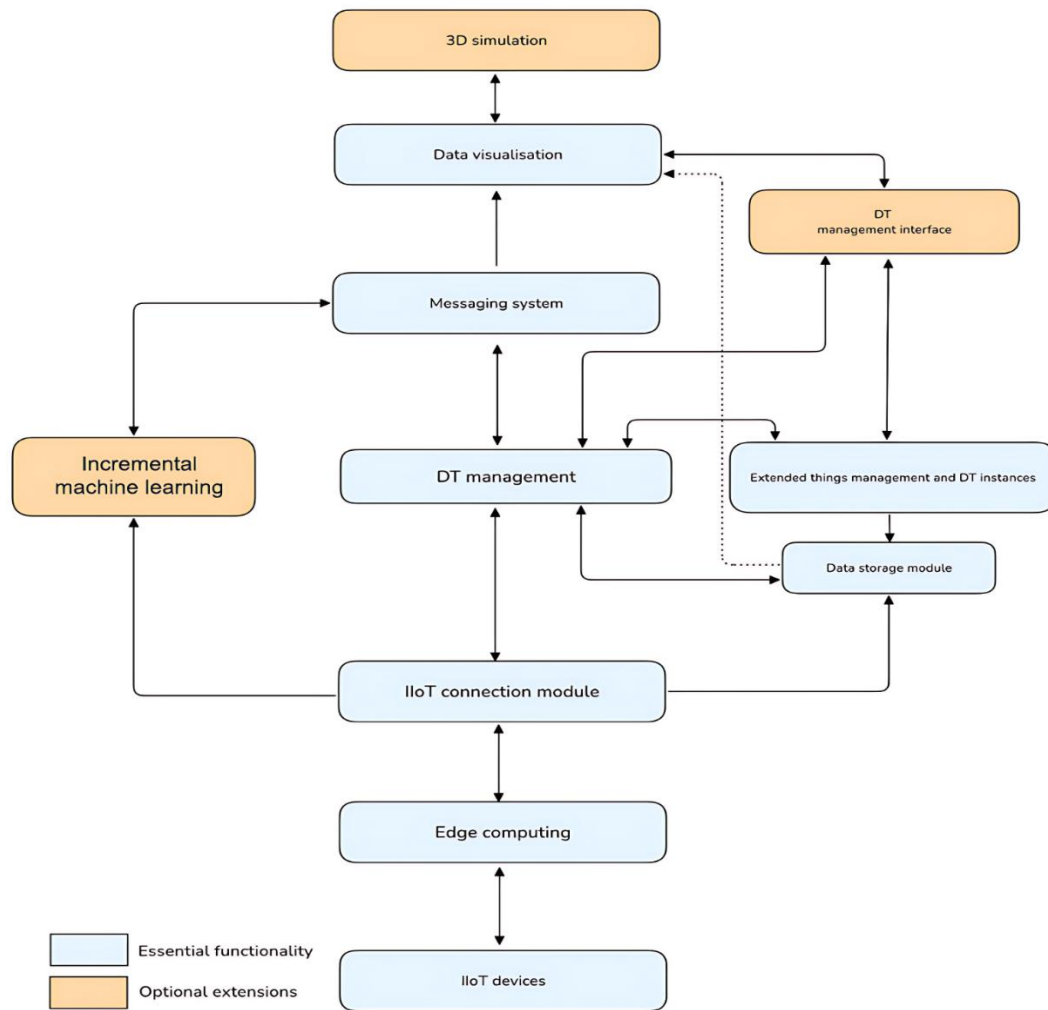 3D simulation
Data visualisation
DT
management interface
Messaging system
Incremental
machine learning
DT management
Extended things management and DT instances
Data storage module
IIoT connection module
Edge computing
Essential functionality
IIoT devices
Optional extensions